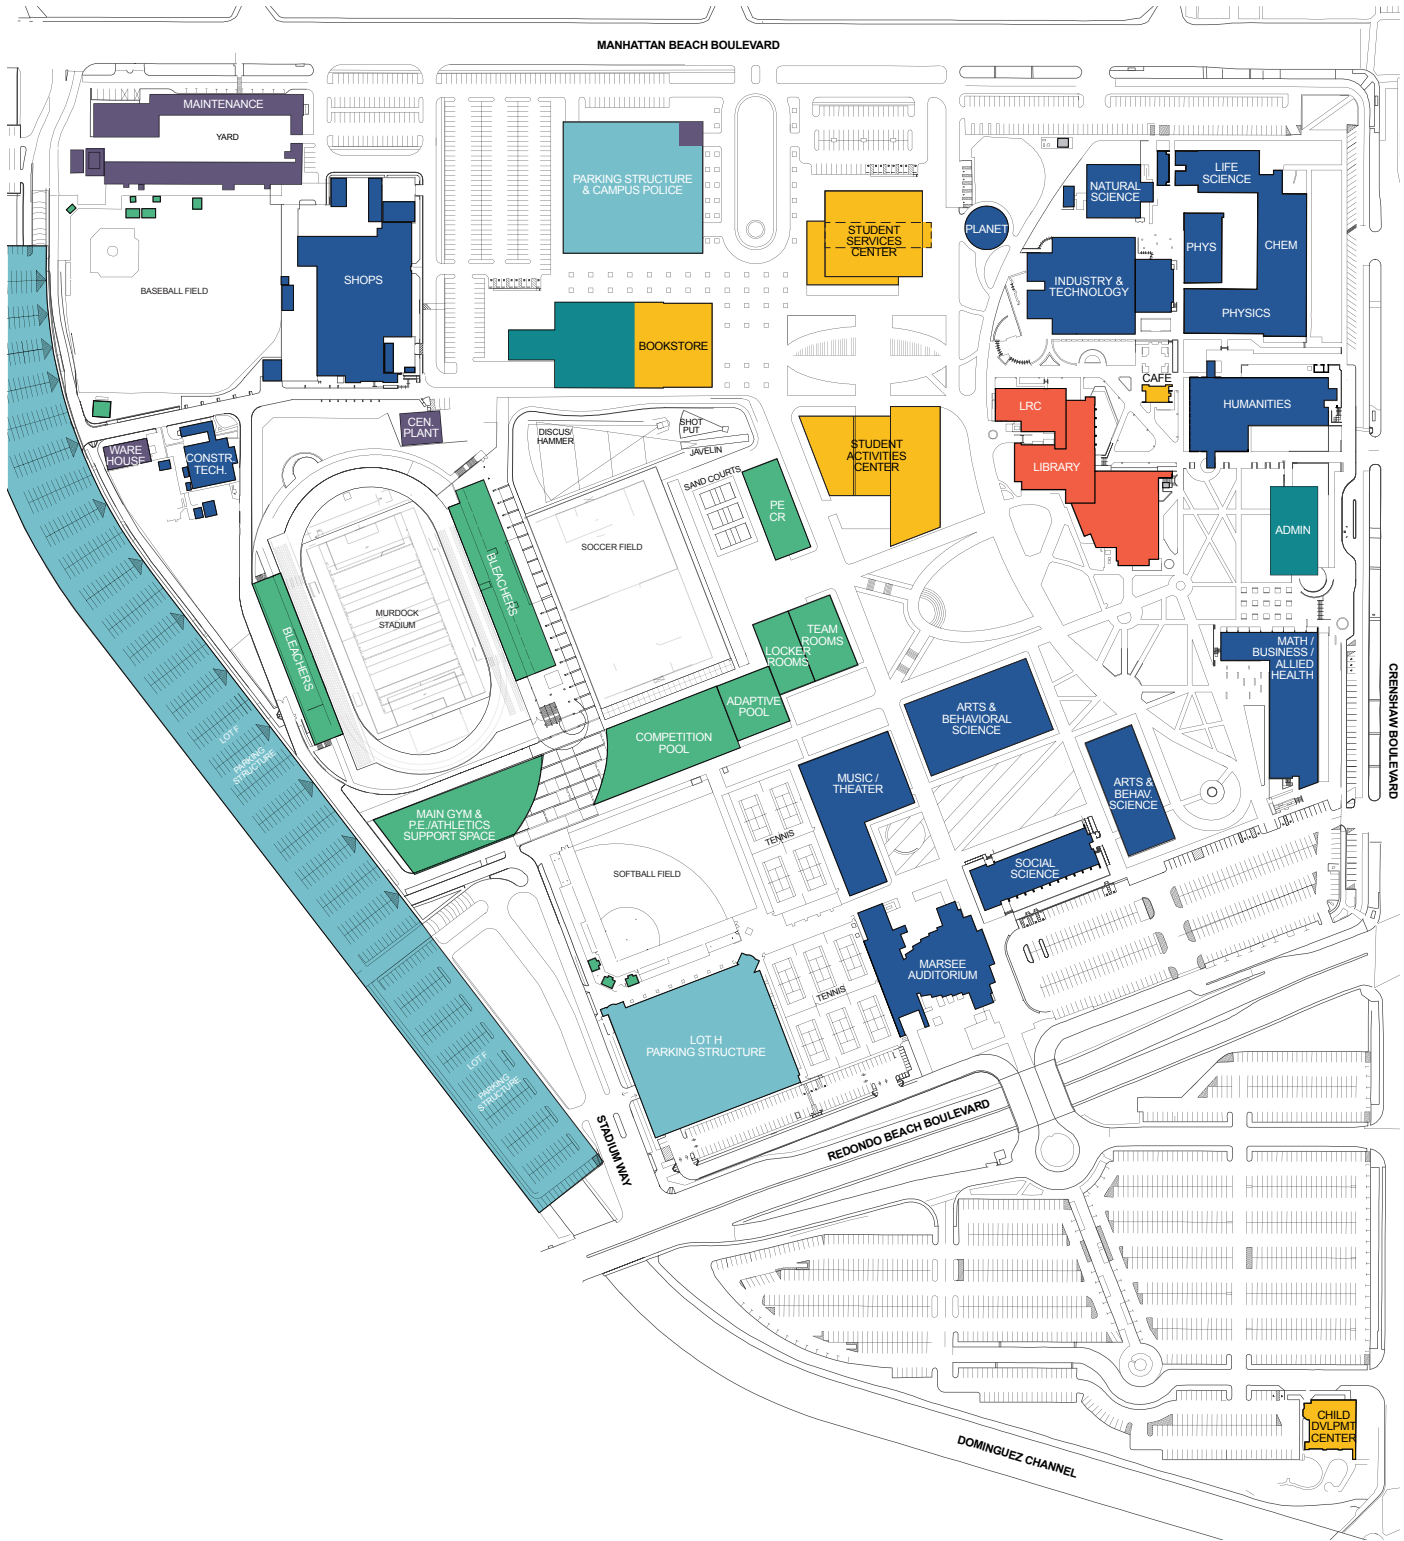 MANHATTAN BEACH BOULEVARD
MAINTENANCE
YARD
PARKING STRUCTURE
& CAMPUS POLICE
LIFE
SCIENCE
NATURAL
SCIENCE
STUDENT
SERVICES
CENTER
PLANET
PHYS
CHEM
SHOPS
BASEBALL FIELD
INDUSTRY &
TECHNOLOGY
PHYSICS
BOOKSTORE
CAFE
LRC
HUMANITIES
CEN.
PLANT
DISCUS/
HAMMER
SHOT
PUT
JAVELIN
WARE
HOUSE
CONSTR.
TECH.
STUDENT
ACTIVITIES
CENTER
LIBRARY
SAND COURTS
PE
CR
ADMIN
SOCCER FIELD
BLEACHERS
MURDOCK
STADIUM
BLEACHERS
TEAM
ROOMS
LOCKER
ROOMS
MATH /
BUSINESS /
ALLIED
HEALTH
CRENSHAW BOULEVARD
ADAPTIVE
POOL
ARTS &
BEHAVIORAL
SCIENCE
COMPETITION
POOL
LOT F
PARKING
STRUCTURE
MUSIC /
THEATER
ARTS &
BEHAV.
SCIENCE
MAIN GYM &
P.E./ATHLETICS
SUPPORT SPACE
TENNIS
SOCIAL
SCIENCE
SOFTBALL FIELD
MARSEE
AUDITORIUM
TENNIS
LOT H
PARKING STRUCTURE
LOT F
PARKING
STRUCTURE
STADIUM WAY
REDONDO BEACH BOULEVARD
CHILD
DVLPMT
CENTER
DOMINGUEZ CHANNEL